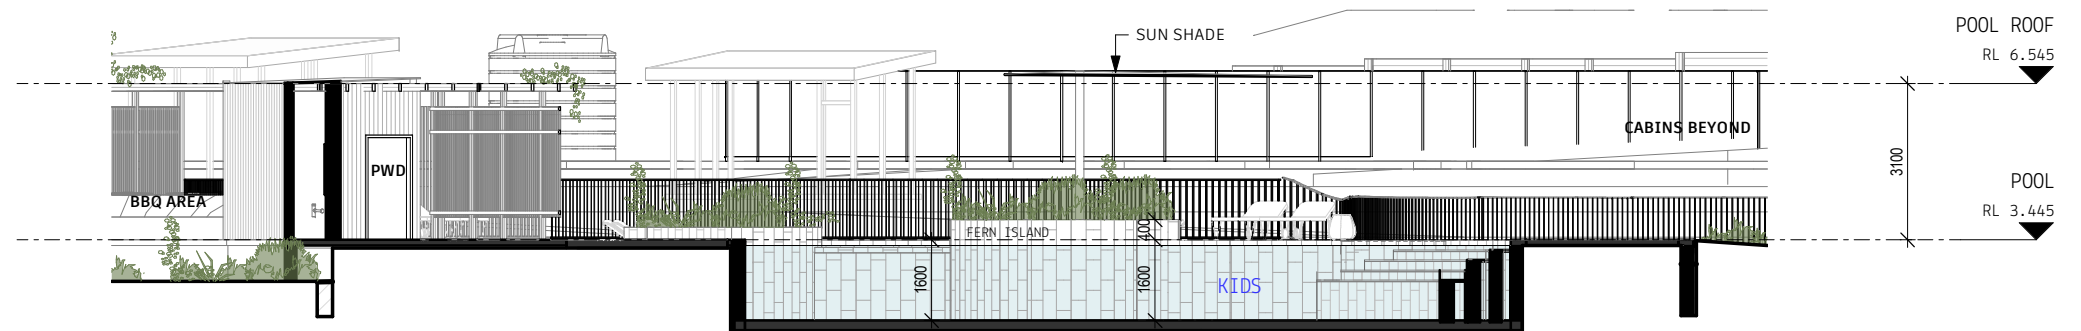 SUN SHADE
POOL ROOF
RL 6.545
CABINS BEYOND
3100
PWD
POOL
BBQ AREA
RL 3.445
FERN ISLAND
400
1600
1600
KIDS